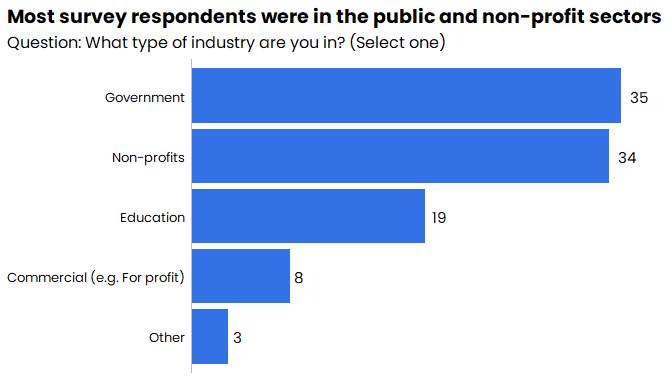 Most survey respondents were in the public and non-profit sectors
Question: What type of industry are you in? (Select one)
Government 35
Non-profits 34
Education 19
Commercial (e.g. For profit) 8
Other 3